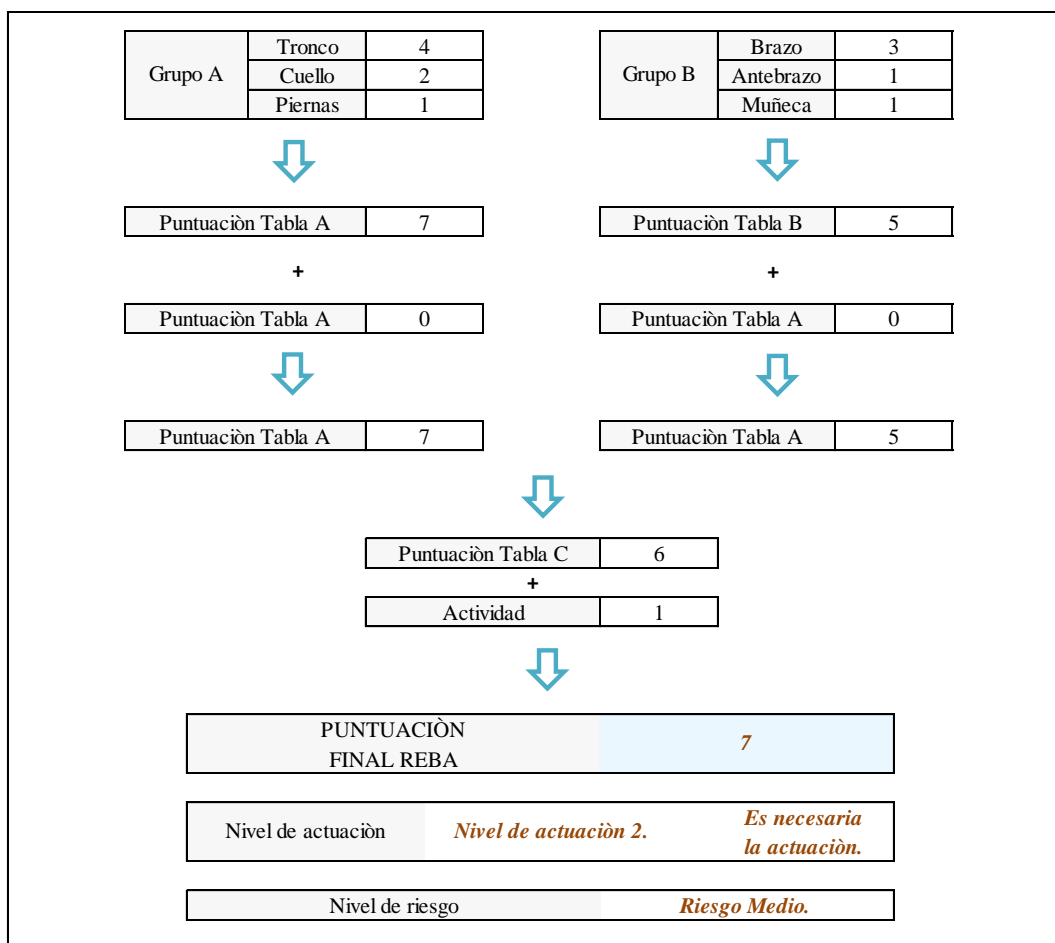 Grupo A
Tronco 4
Cuello 2
Piernas 1
Grupo B
Brazo 3
Antebrazo 1
Muñeca 1
Puntuaciòn Tabla A 7
Puntuaciòn Tabla B 5
+
+
Puntuaciòn Tabla A 0
Puntuaciòn Tabla A 0
Puntuaciòn Tabla A 7
Puntuaciòn Tabla A 5
Puntuaciòn Tabla C 6
+
Actividad 1
PUNTUACIÒN
FINAL REBA
7
Nivel de actuaciòn
Nivel de actuaciòn 2.
Es necesaria
la actuaciòn.
Nivel de riesgo
Riesgo Medio.